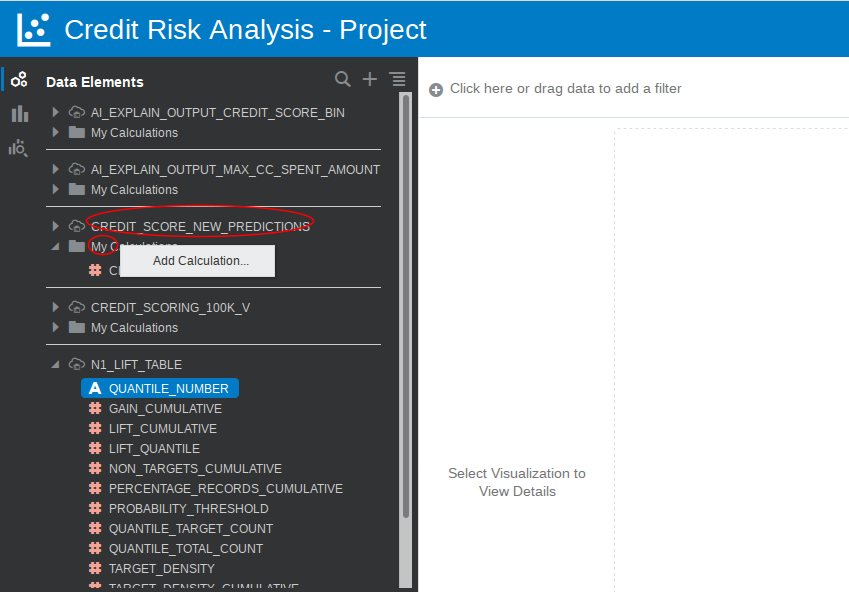 Credit Risk Analysis - Project
Data Elements
AI_EXPLAIN_OUTPUT_CREDIT_SCORE_BIN
My Calculations
AI_EXPLAIN_OUTPUT_MAX_CC_SPENT_AMOUNT
My Calculations
CREDIT_SCORE_NEW_PREDICTIONS
My Calculations
Add Calculation...
CREDIT_SCORING_100K_V
My Calculations
N1_LIFT_TABLE
A QUANTILE_NUMBER
GAIN_CUMULATIVE
LIFT_CUMULATIVE
LIFT_QUANTILE
NON_TARGETS_CUMULATIVE
PERCENTAGE_RECORDS_CUMULATIVE
PROBABILITY_THRESHOLD
QUANTILE_TARGET_COUNT
QUANTILE_TOTAL_COUNT
TARGET_DENSITY
TARGET_DENSITY_CUMULATIVE
Click here or drag data to add a filter
Select Visualization to
View Details